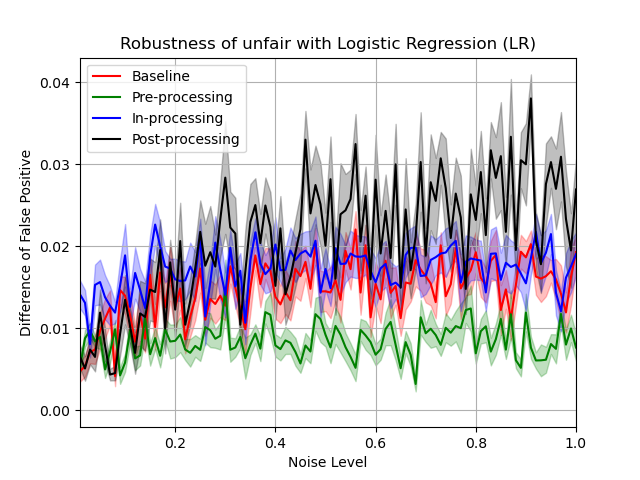 Robustness of unfair with Logistic Regression (LR)
Baseline
Pre-processing
In-processing
Post-processing
Difference of False Positive
0.04
0.03
0.02
0.01
0.00
0.2 0.4 0.6 0.8 1.0
Noise Level